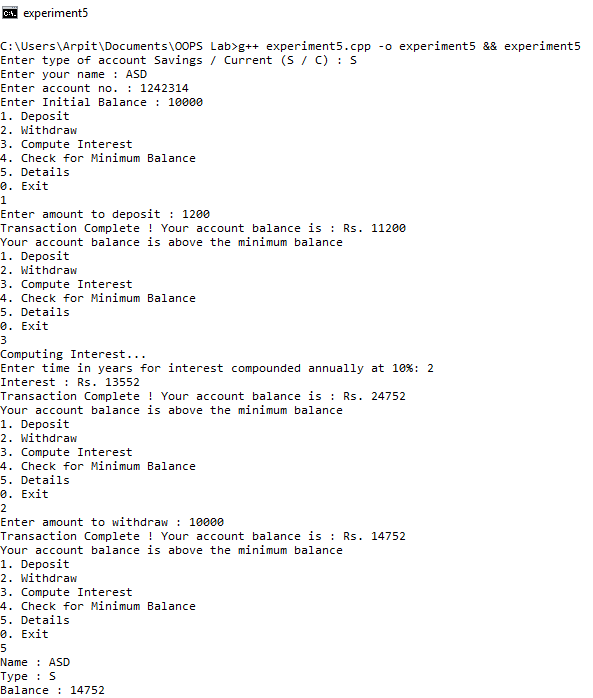 experiment5
C:\Users\Arpit\Documents\OOPS Lab>g++ experiment5.cpp -o experiment5 && experiment5
Enter type of account Savings / Current (S / C) : S
Enter your name : ASD
Enter account no. : 1242314
Enter Initial Balance : 10000
1. Deposit
2. Withdraw
3. Compute Interest
4. Check for Minimum Balance
5. Details
0. Exit
1
Enter amount to deposit : 1200
Transaction Complete ! Your account balance is : Rs. 11200
Your account balance is above the minimum balance
1. Deposit
2. Withdraw
3. Compute Interest
4. Check for Minimum Balance
5. Details
0. Exit
3
Computing Interest...
Enter time in years for interest compounded annually at 10%: 2
Interest : Rs. 13552
Transaction Complete ! Your account balance is : Rs. 24752
Your account balance is above the minimum balance
1. Deposit
2. Withdraw
3. Compute Interest
4. Check for Minimum Balance
5. Details
0. Exit
2
Enter amount to withdraw : 10000
Transaction Complete ! Your account balance is : Rs. 14752
Your account balance is above the minimum balance
1. Deposit
2. Withdraw
3. Compute Interest
4. Check for Minimum Balance
5. Details
0. Exit
5
Name : ASD
Type : S
Balance : 14752